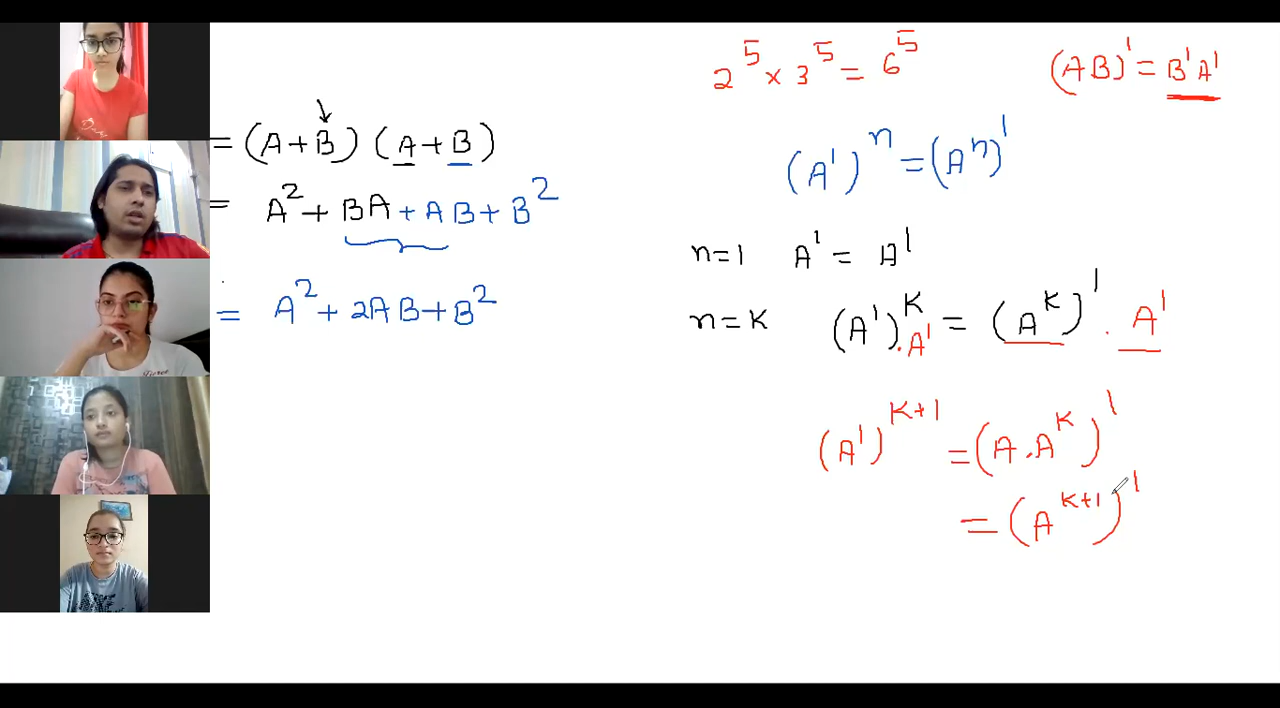 = (A + B) (A + B)
= A² + BA + AB + B²
= A² + 2AB + B²
2⁵ × 3⁵ = 6⁵
(AB)' = B'A'
(A')ⁿ = (Aⁿ)'
n=1 A' = A'
n=K (A')ᴷ .A' = (Aᴷ)' . A'
(A')ᴷ⁺¹ = (A.Aᴷ)'
= (Aᴷ⁺¹)'